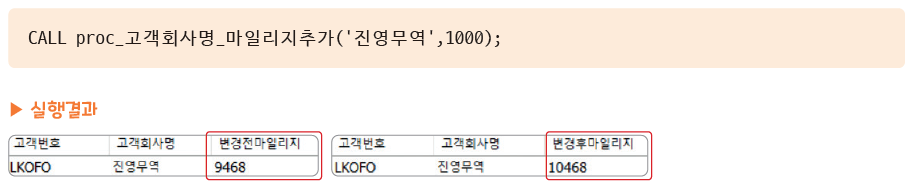 CALL proc_고객회사명_마일리지추가('진영무역',1000);
▶ 실행결과
고객번호 고객회사명 변경전마일리지 고객번호 고객회사명 변경후마일리지
LKOFO 진영무역 9468 LKOFO 진영무역 10468